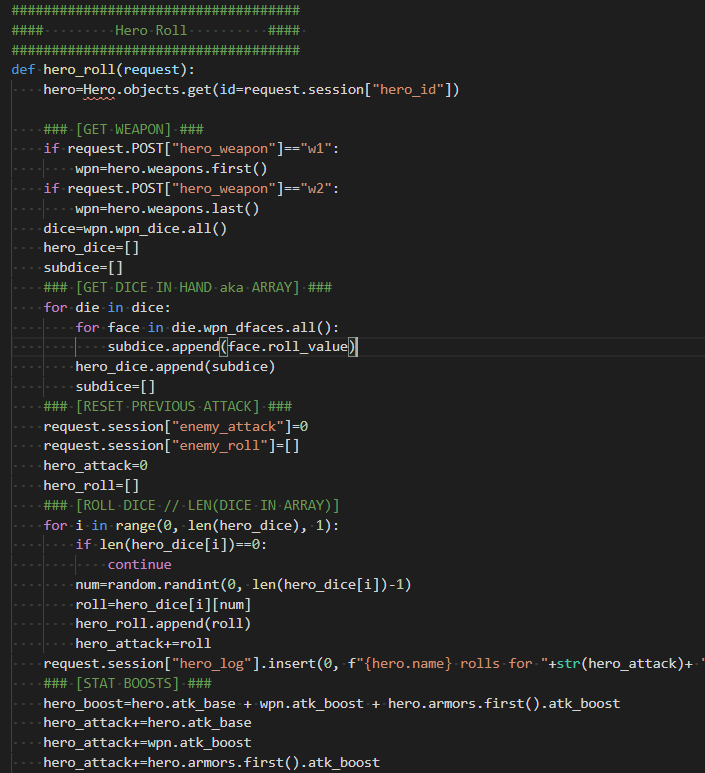 ####################################
####         Hero Roll          ####
####################################
def hero_roll(request):
    hero=Hero.objects.get(id=request.session["hero_id"])

    ### [GET WEAPON] ###
    if request.POST["hero_weapon"]=="w1":
        wpn=hero.weapons.first()
    if request.POST["hero_weapon"]=="w2":
        wpn=hero.weapons.last()
    dice=wpn.wpn_dice.all()
    hero_dice=[]
    subdice=[]
    ### [GET DICE IN HAND aka ARRAY] ###
    for die in dice:
        for face in die.wpn_dfaces.all():
            subdice.append(face.roll_value)
        hero_dice.append(subdice)
        subdice=[]
    ### [RESET PREVIOUS ATTACK] ###
    request.session["enemy_attack"]=0
    request.session["enemy_roll"]=[]
    hero_attack=0
    hero_roll=[]
    ### [ROLL DICE // LEN(DICE IN ARRAY)]
    for i in range(0, len(hero_dice), 1):
        if len(hero_dice[i])==0:
            continue
        num=random.randint(0, len(hero_dice[i])-1)
        roll=hero_dice[i][num]
        hero_roll.append(roll)
        hero_attack+=roll
    request.session["hero_log"].insert(0, f"{hero.name} rolls for "+str(hero_attack)+ "
    ### [STAT BOOSTS] ###
    hero_boost=hero.atk_base + wpn.atk_boost + hero.armors.first().atk_boost
    hero_attack+=hero.atk_base
    hero_attack+=wpn.atk_boost
    hero_attack+=hero.armors.first().atk_boost